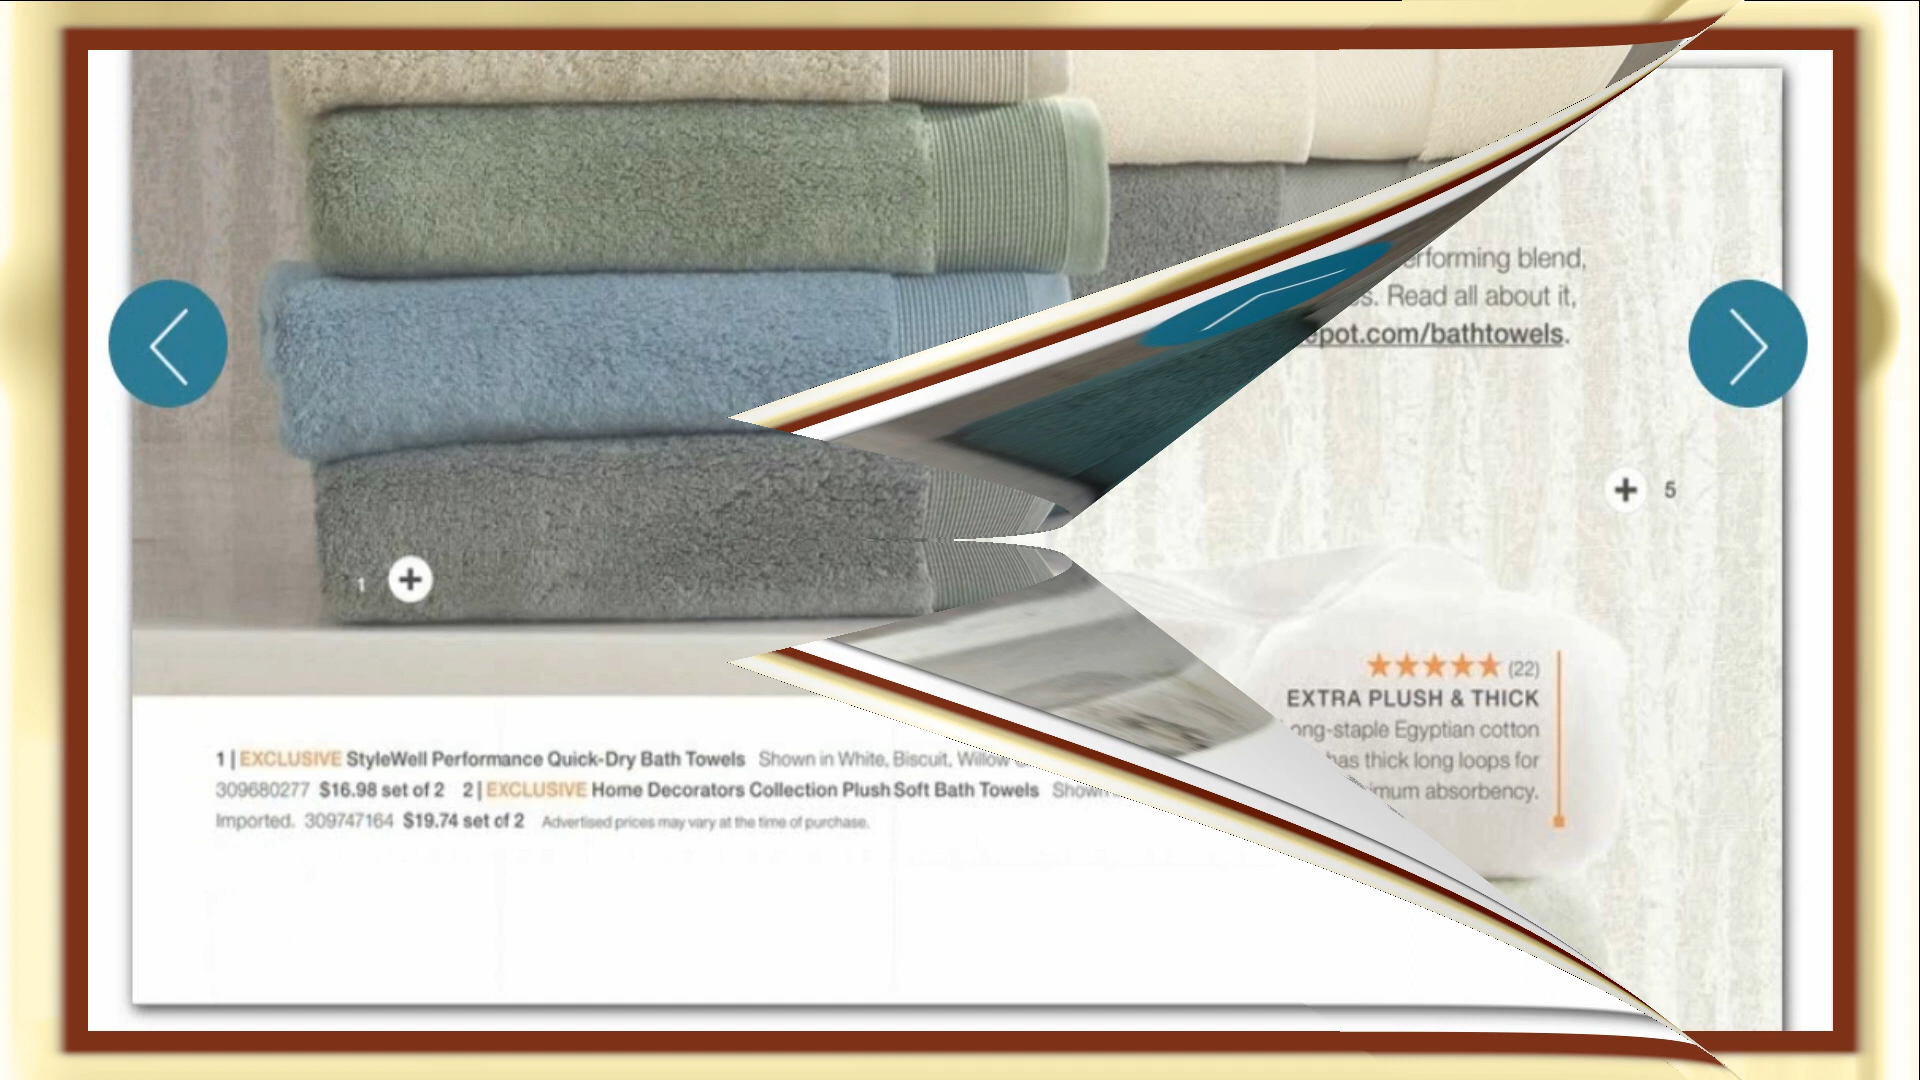 erforming blend,
s. Read all about it,
epot.com/bathtowels.
5
1
(22)
EXTRA PLUSH & THICK
ong-staple Egyptian cotton
has thick long loops for
imum absorbency.
1 | EXCLUSIVE StyleWell Performance Quick-Dry Bath Towels Shown in White, Biscuit, Willow
309680277 $16.98 set of 2 2 | EXCLUSIVE Home Decorators Collection Plush Soft Bath Towels Shown
Imported. 309747164 $19.74 set of 2 Advertised prices may vary at the time of purchase.